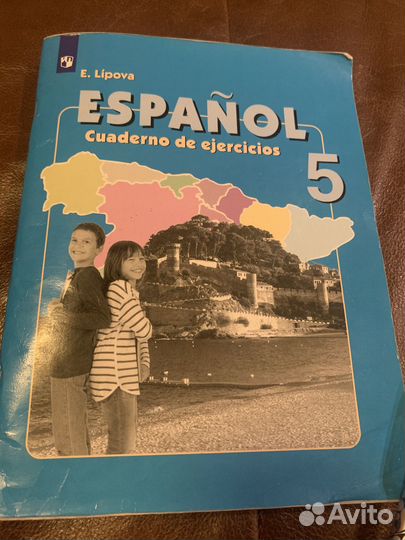 E. Lípova
ESPAÑOL
Cuaderno de ejercicios
5
Avito